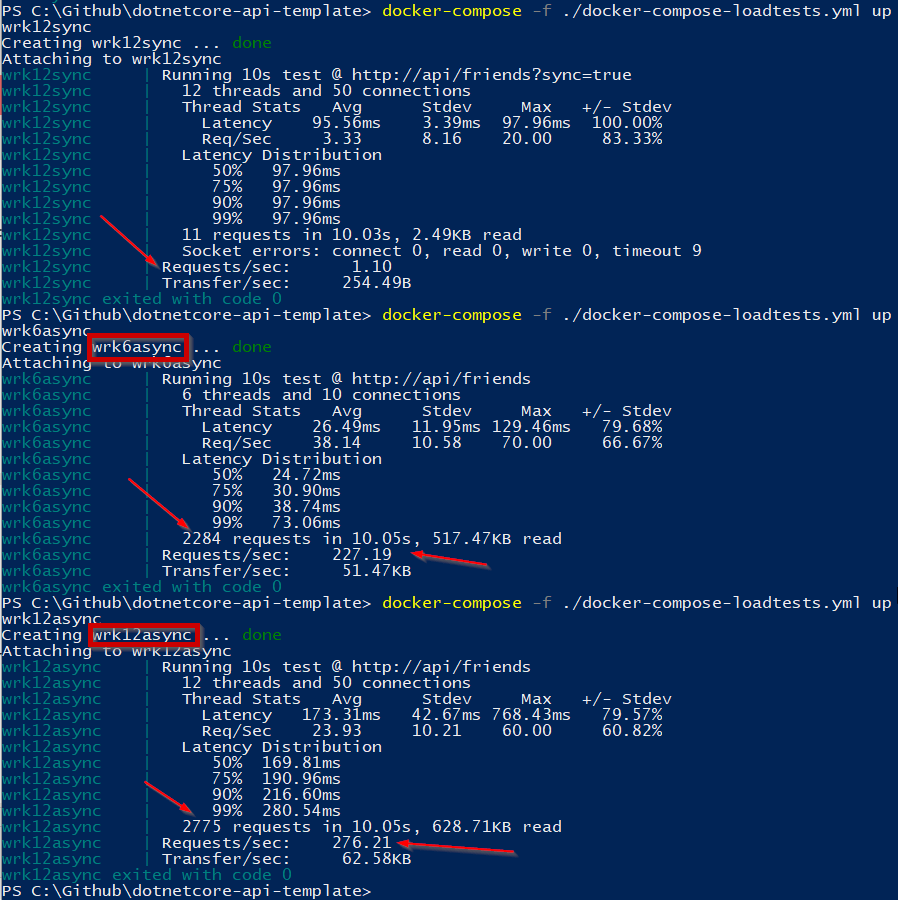 PS C:\Github\dotnetcore-api-template> docker-compose -f ./docker-compose-loadtests.yml up
wrk12sync
Creating wrk12sync ... done
Attaching to wrk12sync
wrk12sync | Running 10s test @ http://api/friends?sync=true
wrk12sync | 12 threads and 50 connections
wrk12sync | Thread Stats Avg Stdev Max +/- Stdev
wrk12sync | Latency 95.56ms 3.39ms 97.96ms 100.00%
wrk12sync | Req/Sec 3.33 8.16 20.00 83.33%
wrk12sync | Latency Distribution
wrk12sync | 50% 97.96ms
wrk12sync | 75% 97.96ms
wrk12sync | 90% 97.96ms
wrk12sync | 99% 97.96ms
wrk12sync | 11 requests in 10.03s, 2.49KB read
wrk12sync | Socket errors: connect 0, read 0, write 0, timeout 9
wrk12sync | Requests/sec: 1.10
wrk12sync | Transfer/sec: 254.49B
wrk12sync exited with code 0
PS C:\Github\dotnetcore-api-template> docker-compose -f ./docker-compose-loadtests.yml up
wrk6async
Creating wrk6async ... done
Attaching to wrk6async
wrk6async | Running 10s test @ http://api/friends
wrk6async | 6 threads and 10 connections
wrk6async | Thread Stats Avg Stdev Max +/- Stdev
wrk6async | Latency 26.49ms 11.95ms 129.46ms 79.68%
wrk6async | Req/Sec 38.14 10.58 70.00 66.67%
wrk6async | Latency Distribution
wrk6async | 50% 24.72ms
wrk6async | 75% 30.90ms
wrk6async | 90% 38.74ms
wrk6async | 99% 73.06ms
wrk6async | 2284 requests in 10.05s, 517.47KB read
wrk6async | Requests/sec: 227.19
wrk6async | Transfer/sec: 51.47KB
wrk6async exited with code 0
PS C:\Github\dotnetcore-api-template> docker-compose -f ./docker-compose-loadtests.yml up
wrk12async
Creating wrk12async ... done
Attaching to wrk12async
wrk12async | Running 10s test @ http://api/friends
wrk12async | 12 threads and 50 connections
wrk12async | Thread Stats Avg Stdev Max +/- Stdev
wrk12async | Latency 173.31ms 42.67ms 768.43ms 79.57%
wrk12async | Req/Sec 23.93 10.21 60.00 60.82%
wrk12async | Latency Distribution
wrk12async | 50% 169.81ms
wrk12async | 75% 190.96ms
wrk12async | 90% 216.60ms
wrk12async | 99% 280.54ms
wrk12async | 2775 requests in 10.05s, 628.71KB read
wrk12async | Requests/sec: 276.21
wrk12async | Transfer/sec: 62.58KB
wrk12async exited with code 0
PS C:\Github\dotnetcore-api-template>